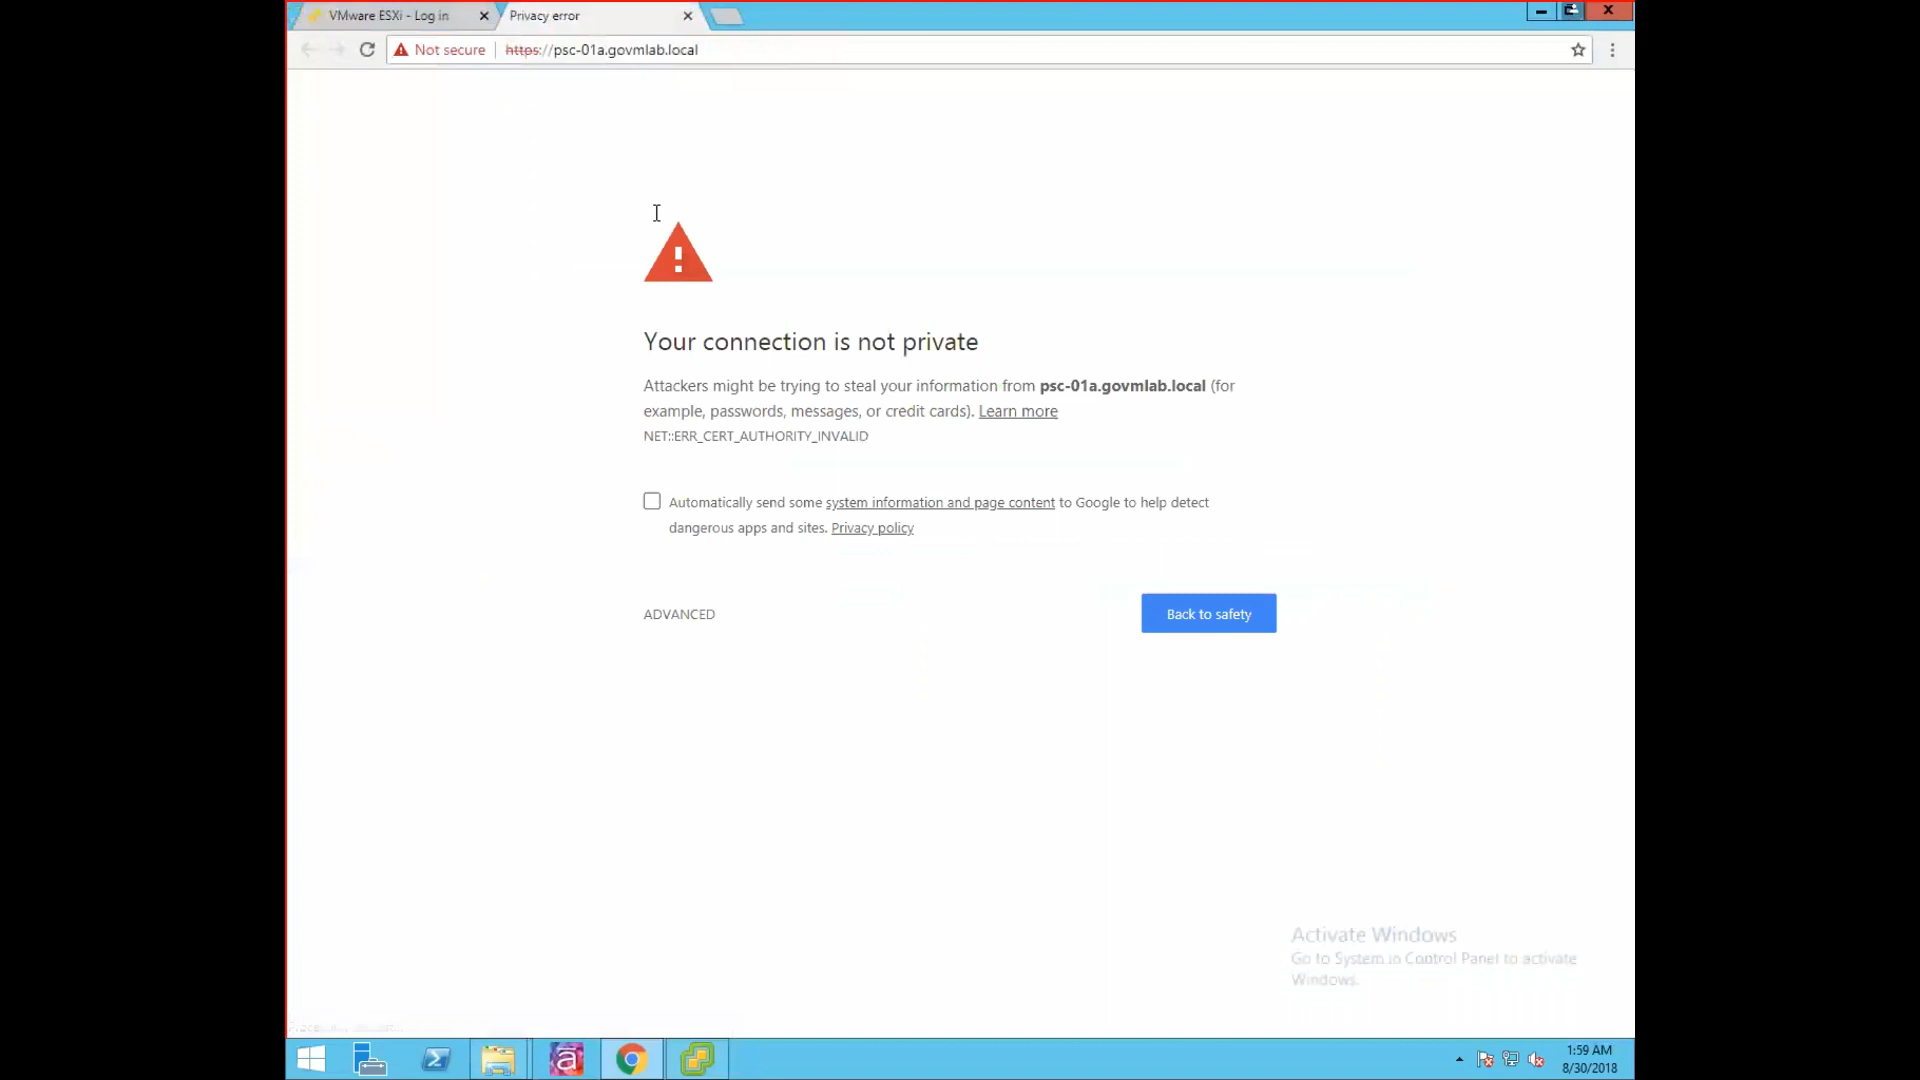 VMware ESXi - Log in
Privacy error
Not secure
https://psc-01a.govmlab.local
Your connection is not private
Attackers might be trying to steal your information from psc-01a.govmlab.local (for
example, passwords, messages, or credit cards). Learn more
NET::ERR_CERT_AUTHORITY_INVALID
Automatically send some system information and page content to Google to help detect
dangerous apps and sites. Privacy policy
ADVANCED
Back to safety
Activate Windows
Go to System in Control Panel to activate
Windows.
1:59 AM
8/30/2018